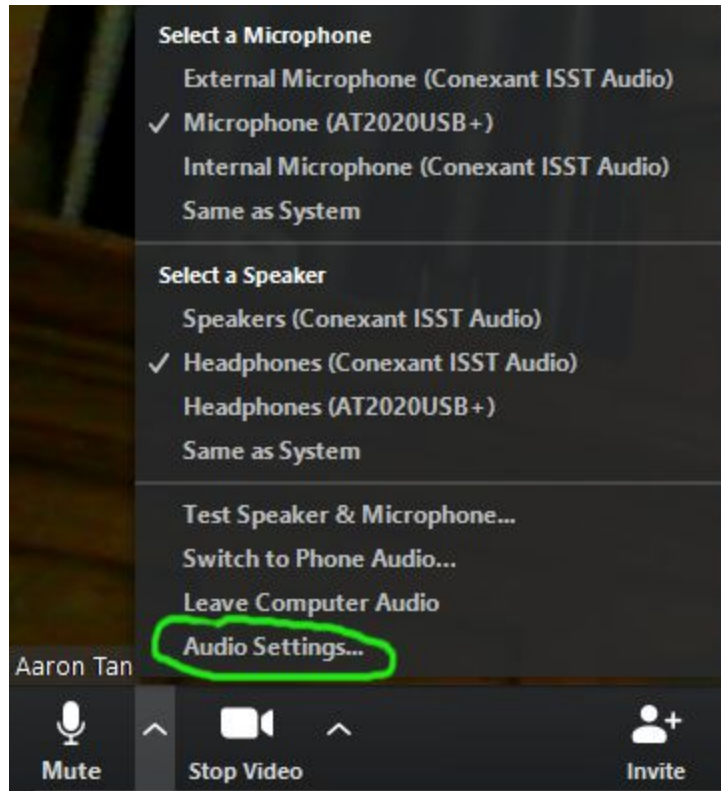 Select a Microphone
External Microphone (Conexant ISST Audio)
✓ Microphone (AT2020USB+)
Internal Microphone (Conexant ISST Audio)
Same as System
Select a Speaker
Speakers (Conexant ISST Audio)
✓ Headphones (Conexant ISST Audio)
Headphones (AT2020USB+)
Same as System
Test Speaker & Microphone...
Switch to Phone Audio...
Leave Computer Audio
Audio Settings...
Aaron Tan
Mute Stop Video Invite